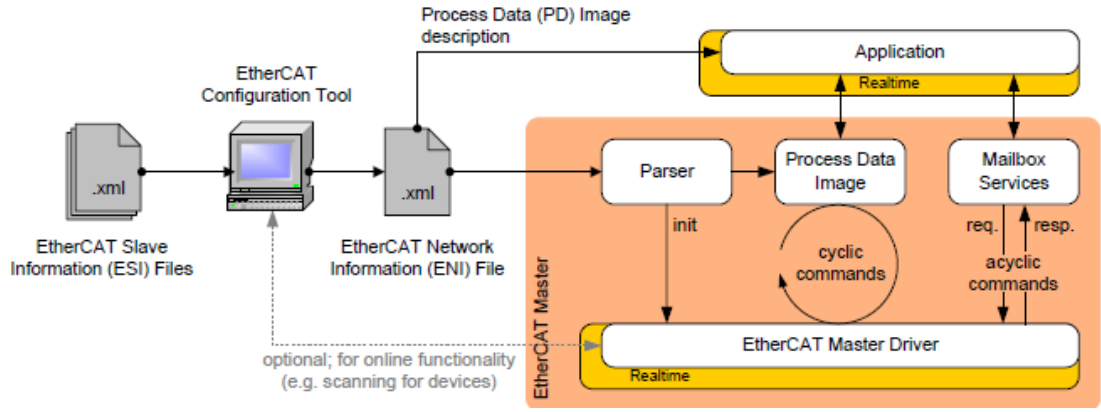 Process Data (PD) Image
description
Application
Realtime
EtherCAT
Configuration Tool
.xml
.xml
Parser
Process Data
Image
Mailbox
Services
EtherCAT Slave
Information (ESI) Files
EtherCAT Network
Information (ENI) File
init
cyclic
commands
req.
resp.
acyclic
commands
EtherCAT Master
optional; for online functionality
(e.g. scanning for devices)
EtherCAT Master Driver
Realtime